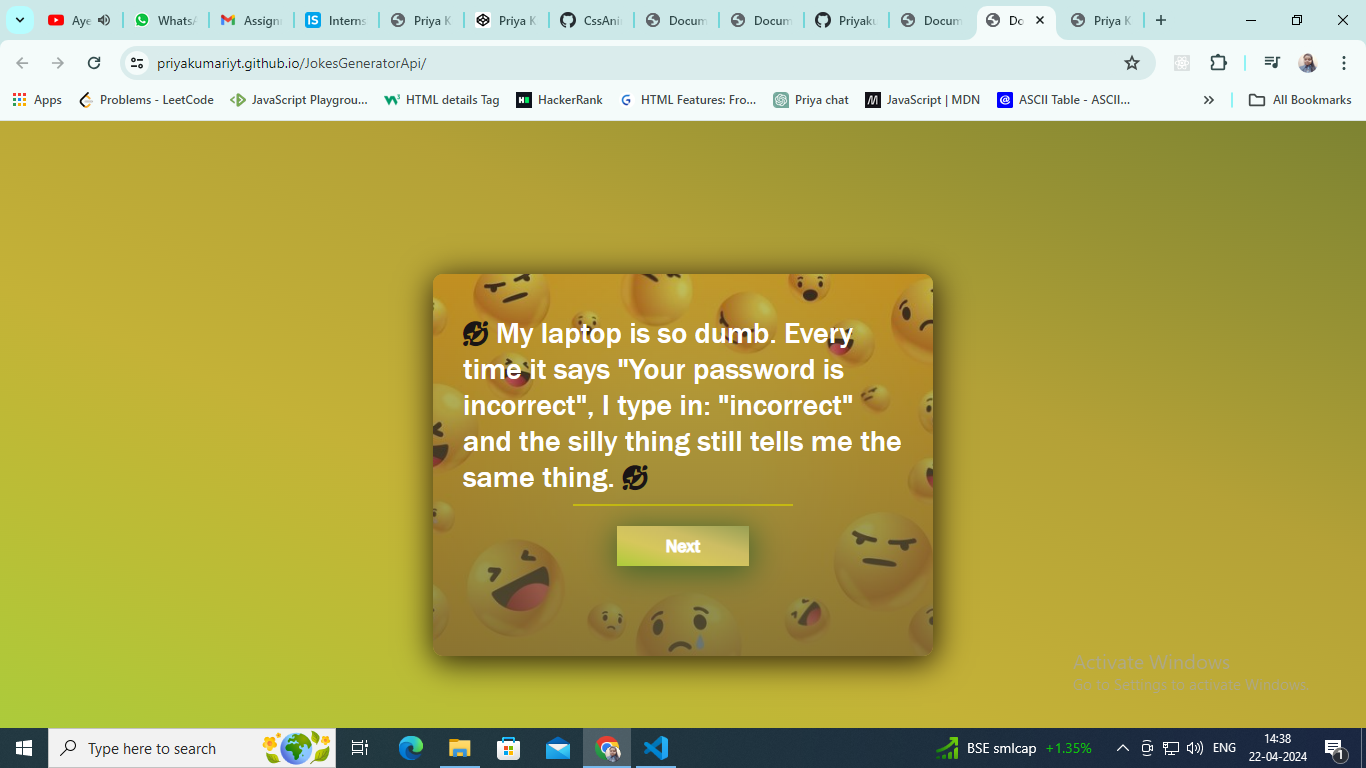 Aye
WhatsA
Assign
Interns
Priya K
Priya K
CssAni
Docum
Docum
Priyaku
Docum
Do
Priya K
priyakumariyt.github.io/JokesGeneratorApi/
Apps
Problems - LeetCode
JavaScript Playgrou...
HTML details Tag
HackerRank
HTML Features: Fro...
Priya chat
JavaScript | MDN
ASCII Table - ASCII...
All Bookmarks
🤣 My laptop is so dumb. Every
time it says "Your password is
incorrect", I type in: "incorrect"
and the silly thing still tells me the
same thing. 🤣
Next
Activate Windows
Go to Settings to activate Windows.
Type here to search
BSE smlcap +1.35%
ENG
14:38
22-04-2024
1